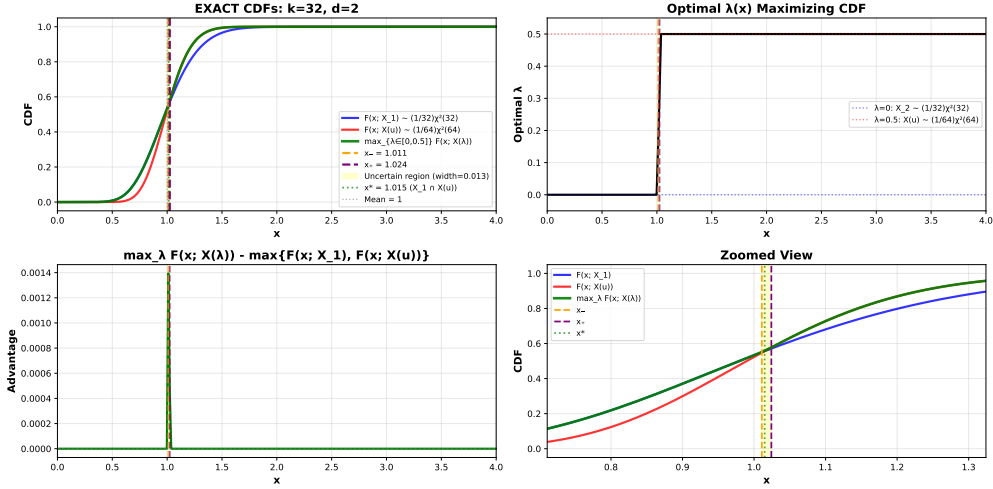 EXACT CDFs: k=32, d=2
CDF
1.0
0.8
0.6
0.4
0.2
0.0
F(x; X_1) ~ (1/32)χ²(32)
F(x; X(u)) ~ (1/64)χ²(64)
max_{λ∈[0,0.5]} F(x; X(λ))
x₋ = 1.011
x₊ = 1.024
Uncertain region (width=0.013)
x* = 1.015 (X_1 ∩ X(u))
Mean = 1
0.0 0.5 1.0 1.5 2.0 2.5 3.0 3.5 4.0
x
Optimal λ(x) Maximizing CDF
Optimal λ
0.5
0.4
0.3
0.2
0.1
0.0
λ=0: X_2 ~ (1/32)χ²(32)
λ=0.5: X(u) ~ (1/64)χ²(64)
0.0 0.5 1.0 1.5 2.0 2.5 3.0 3.5 4.0
x
max_λ F(x; X(λ)) - max{F(x; X_1), F(x; X(u))}
Advantage
0.0014
0.0012
0.0010
0.0008
0.0006
0.0004
0.0002
0.0000
0.0 0.5 1.0 1.5 2.0 2.5 3.0 3.5 4.0
x
Zoomed View
CDF
1.0
0.8
0.6
0.4
0.2
0.0
F(x; X_1)
F(x; X(u))
max_λ F(x; X(λ))
x₋
x₊
x*
0.8 0.9 1.0 1.1 1.2 1.3
x